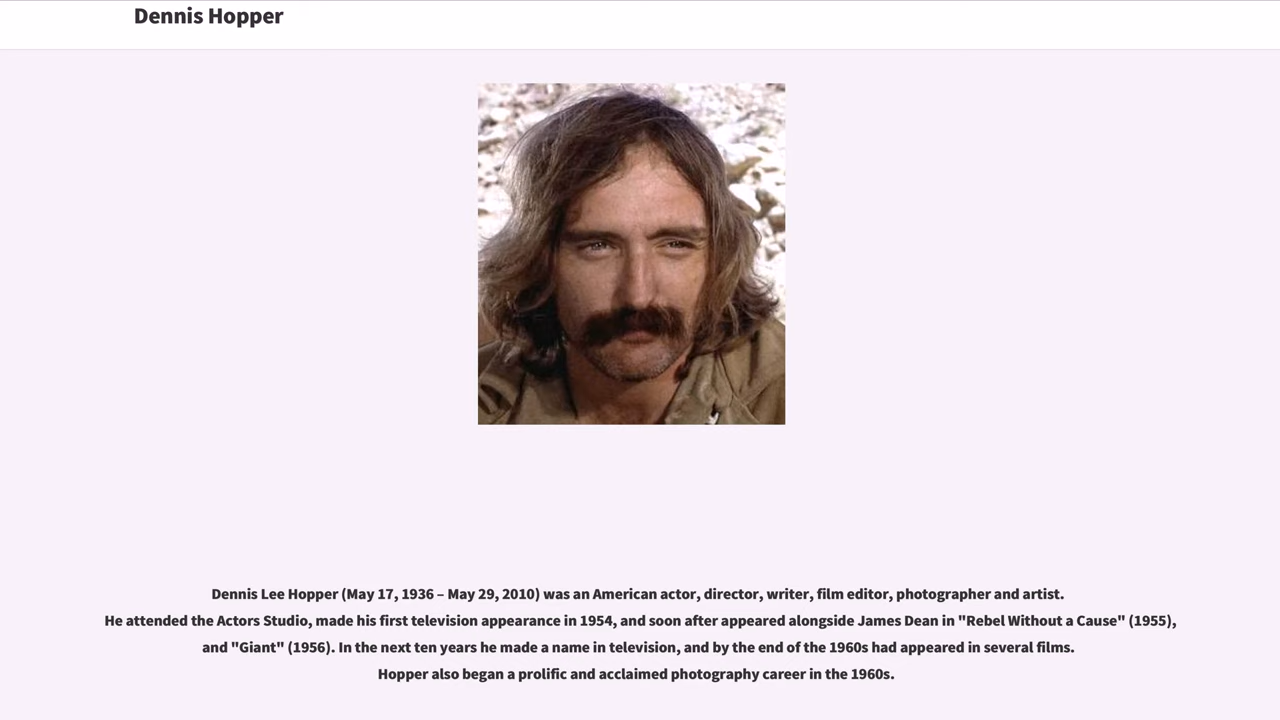 Dennis Hopper
Dennis Lee Hopper (May 17, 1936 – May 29, 2010) was an American actor, director, writer, film editor, photographer and artist.
He attended the Actors Studio, made his first television appearance in 1954, and soon after appeared alongside James Dean in "Rebel Without a Cause" (1955),
and "Giant" (1956). In the next ten years he made a name in television, and by the end of the 1960s had appeared in several films.
Hopper also began a prolific and acclaimed photography career in the 1960s.